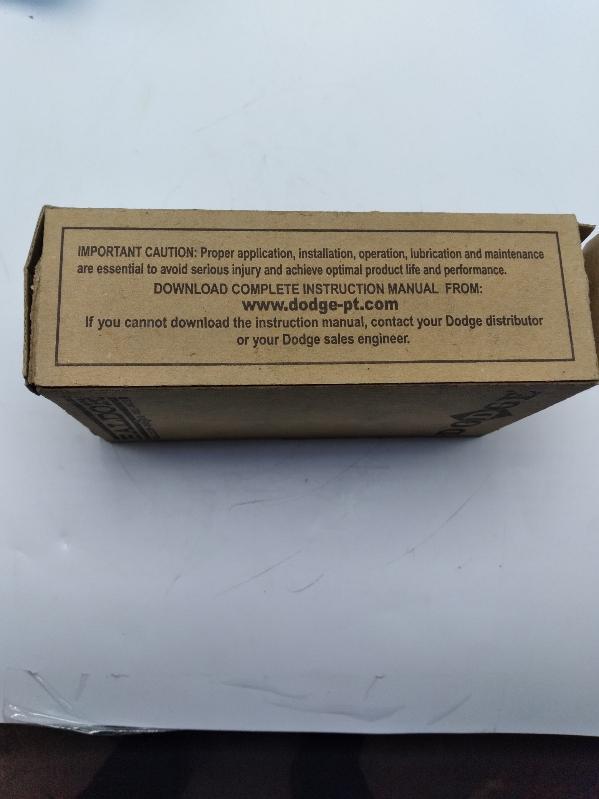 IMPORTANT CAUTION: Proper application, installation, operation, lubrication and maintenance
are essential to avoid serious injury and achieve optimal product life and performance.
DOWNLOAD COMPLETE INSTRUCTION MANUAL FROM:
www.dodge-pt.com
If you cannot download the instruction manual, contact your Dodge distributor
or your Dodge sales engineer.